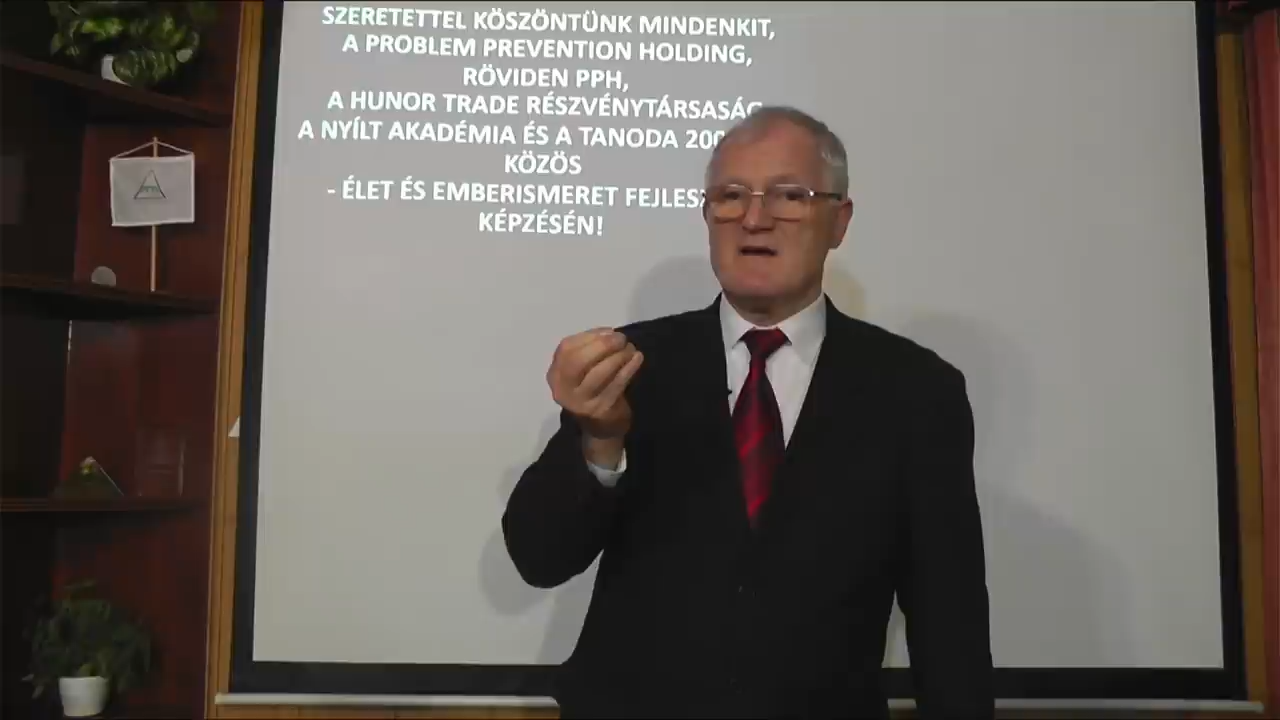 SZERETETTEL KÖSZÖNTÜNK MINDENKIT,
A PROBLEM PREVENTION HOLDING,
RÖVIDEN PPH,
A HUNOR TRADE RÉSZVÉNYTÁRSASÁG
A NYÍLT AKADÉMIA ÉS A TANODA
KÖZÖS
- ÉLET ÉS EMBERISMERET
KÉPZÉSÉN!